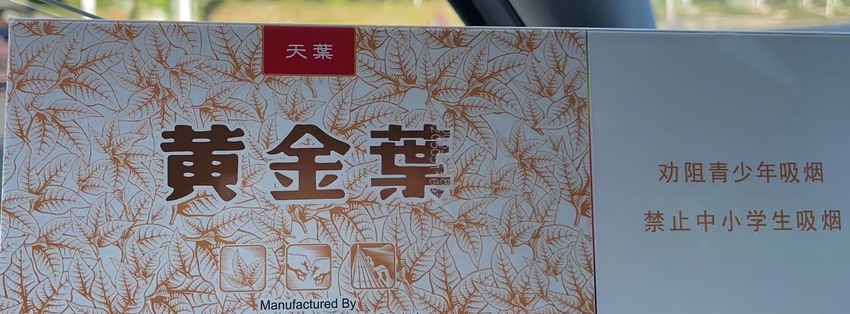 天葉
黄金葉
劝阻青少年吸烟
禁止中小学生吸烟
Manufactured By